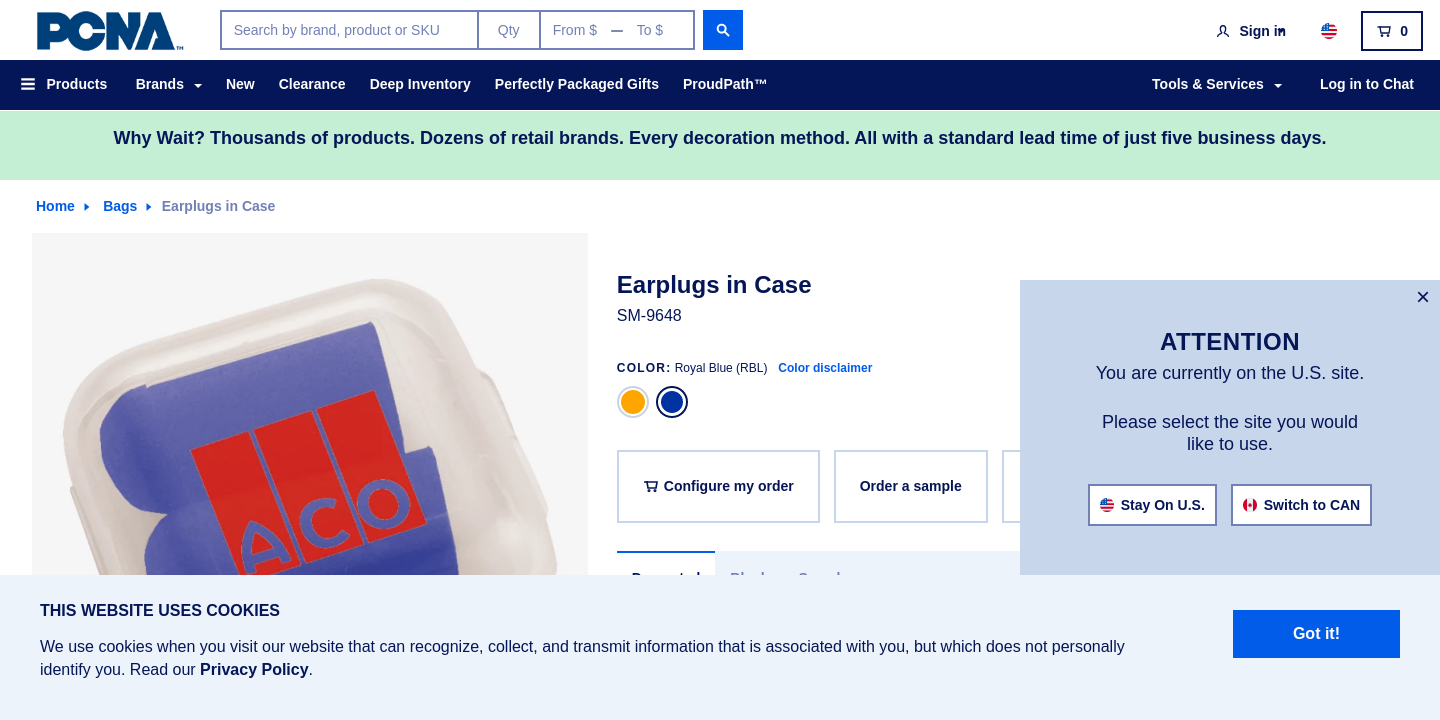 PCNA™
Search by brand, product or SKU
Qty
From $ — To $
Sign in
0
Products
Brands
New
Clearance
Deep Inventory
Perfectly Packaged Gifts
ProudPath™
Tools & Services
Log in to Chat
Why Wait? Thousands of products. Dozens of retail brands. Every decoration method. All with a standard lead time of just five business days.
Home
Bags
Earplugs in Case
ACO
Earplugs in Case
SM-9648
COLOR: Royal Blue (RBL) Color disclaimer
Configure my order
Order a sample
×
ATTENTION
You are currently on the U.S. site.
Please select the site you would
like to use.
Stay On U.S.
Switch to CAN
THIS WEBSITE USES COOKIES
We use cookies when you visit our website that can recognize, collect, and transmit information that is associated with you, but which does not personally
identify you. Read our Privacy Policy.
Got it!